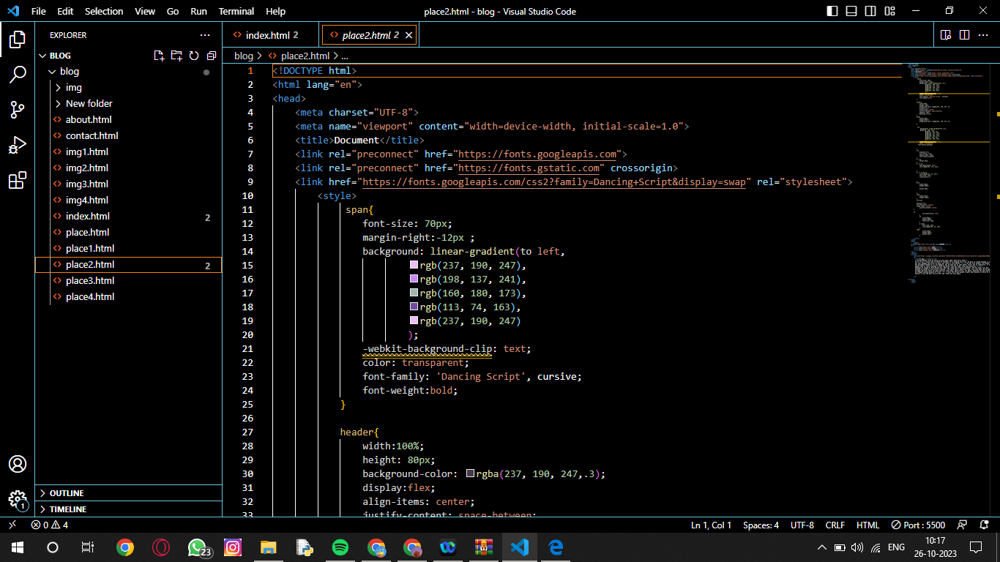 File Edit Selection View Go Run Terminal Help
place2.html - blog - Visual Studio Code
EXPLORER
BLOG
blog
img
New folder
about.html
contact.html
img1.html
img2.html
img3.html
img4.html
index.html 2
place.html
place1.html
place2.html 2
place3.html
place4.html
OUTLINE
TIMELINE
index.html 2
place2.html 2
blog > place2.html > ...
1 <!DOCTYPE html>
2 <html lang="en">
3 <head>
4 <meta charset="UTF-8">
5 <meta name="viewport" content="width=device-width, initial-scale=1.0">
6 <title>Document</title>
7 <link rel="preconnect" href="https://fonts.googleapis.com">
8 <link rel="preconnect" href="https://fonts.gstatic.com" crossorigin>
9 <link href="https://fonts.googleapis.com/css2?family=Dancing+Script&display=swap" rel="stylesheet">
10 <style>
11 span{
12 font-size: 70px;
13 margin-right:-12px ;
14 background: linear-gradient(to left,
15 rgb(237, 190, 247),
16 rgb(198, 137, 241),
17 rgb(160, 180, 173),
18 rgb(113, 74, 163),
19 rgb(237, 190, 247)
20 );
21 -webkit-background-clip: text;
22 color: transparent;
23 font-family: 'Dancing Script', cursive;
24 font-weight:bold;
25 }
26
27 header{
28 width:100%;
29 height: 80px;
30 background-color: rgba(237, 190, 247,.3);
31 display:flex;
32 align-items: center;
33 justify-content: space-between;
1
0 4
Ln 1, Col 1 Spaces: 4 UTF-8 CRLF HTML Port : 5500
23
ENG
10:17
26-10-2023